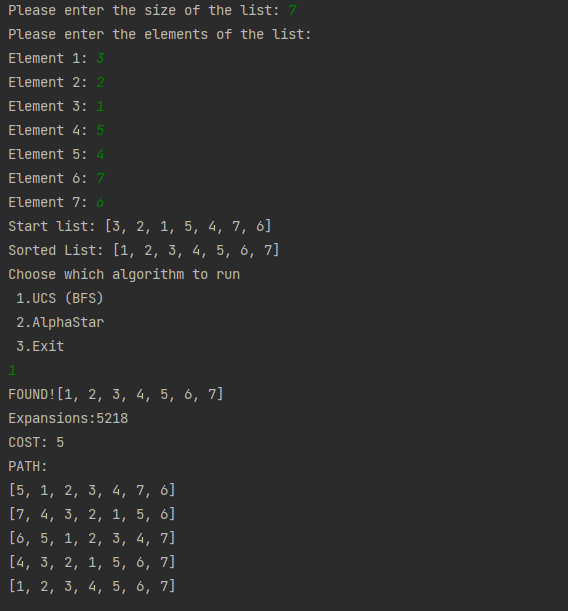 Please enter the size of the list: 7
Please enter the elements of the list:
Element 1: 3
Element 2: 2
Element 3: 1
Element 4: 5
Element 5: 4
Element 6: 7
Element 7: 6
Start list: [3, 2, 1, 5, 4, 7, 6]
Sorted List: [1, 2, 3, 4, 5, 6, 7]
Choose which algorithm to run
 1.UCS (BFS)
 2.AlphaStar
 3.Exit
1
FOUND![1, 2, 3, 4, 5, 6, 7]
Expansions:5218
COST: 5
PATH:
[5, 1, 2, 3, 4, 7, 6]
[7, 4, 3, 2, 1, 5, 6]
[6, 5, 1, 2, 3, 4, 7]
[4, 3, 2, 1, 5, 6, 7]
[1, 2, 3, 4, 5, 6, 7]